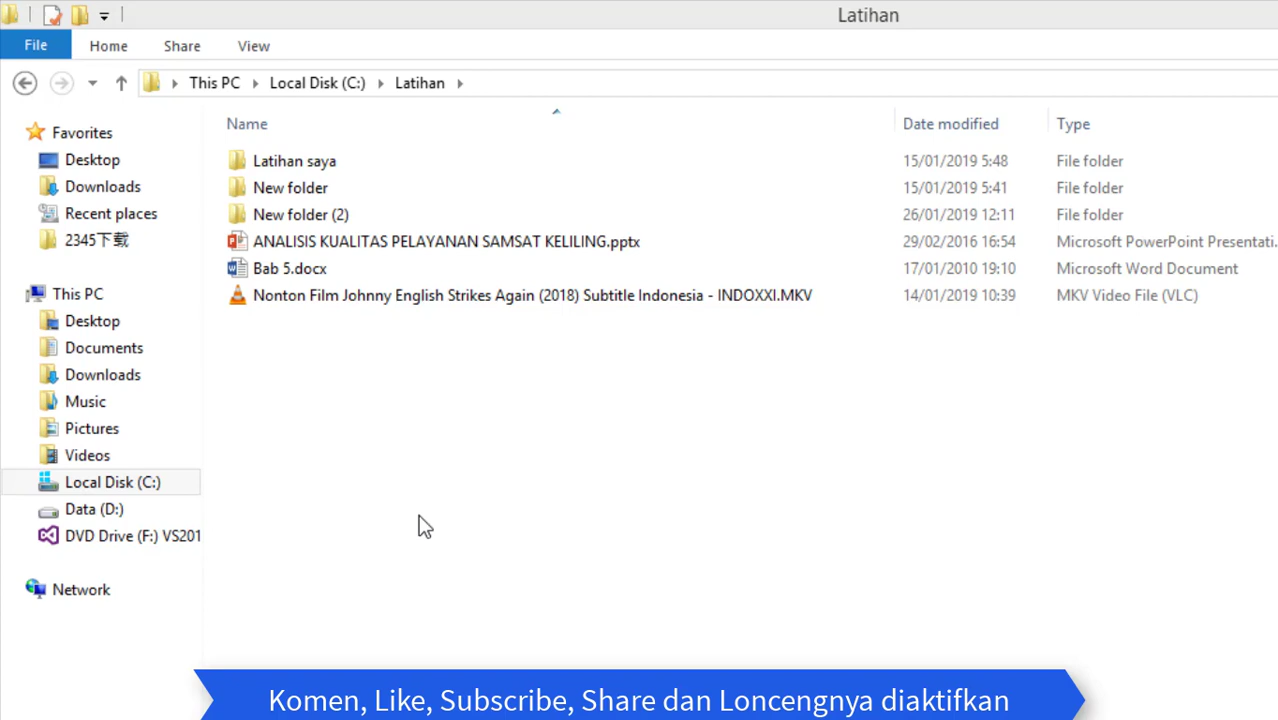 Latihan
File Home Share View
This PC Local Disk (C:) Latihan
Name Date modified Type
Latihan saya 15/01/2019 5:48 File folder
New folder 15/01/2019 5:41 File folder
New folder (2) 26/01/2019 12:11 File folder
ANALISIS KUALITAS PELAYANAN SAMSAT KELILING.pptx 29/02/2016 16:54 Microsoft PowerPoint Presentati.
Bab 5.docx 17/01/2010 19:10 Microsoft Word Document
Nonton Film Johnny English Strikes Again (2018) Subtitle Indonesia - INDOXXI.MKV 14/01/2019 10:39 MKV Video File (VLC)
Favorites
Desktop
Downloads
Recent places
2345下载
This PC
Desktop
Documents
Downloads
Music
Pictures
Videos
Local Disk (C:)
Data (D:)
DVD Drive (F:) VS201
Network
Komen, Like, Subscribe, Share dan Loncengnya diaktifkan